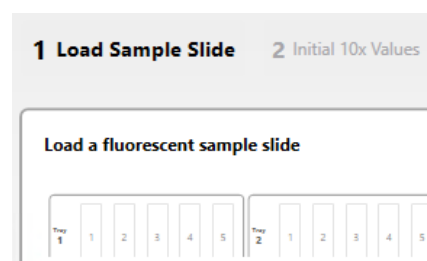 1 Load Sample Slide 2 Initial 10x Values
Load a fluorescent sample slide
Tray Tray
1 1 2 3 4 5 2 1 2 3 4 5